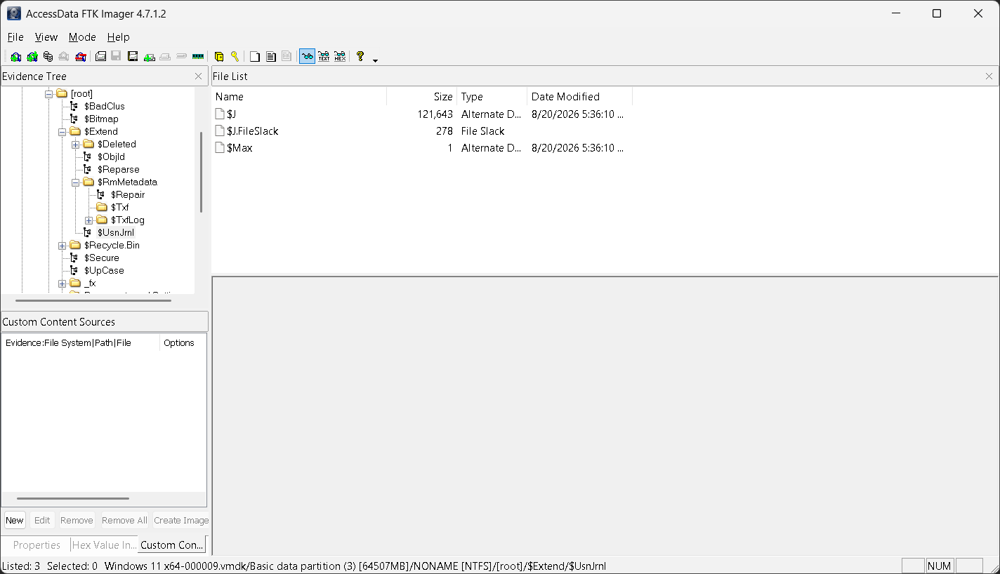 AccessData FTK Imager 4.7.1.2
File View Mode Help
Evidence Tree
[root]
$BadClus
$Bitmap
$Extend
$Deleted
$ObjId
$Reparse
$RmMetadata
$Repair
$Txf
$TxfLog
$UsnJrnl
$Recycle.Bin
$Secure
$UpCase
_fx
File List
Name Size Type Date Modified
$J 121,643 Alternate D... 8/20/2026 5:36:10 ...
$J.FileSlack 278 File Slack
$Max 1 Alternate D... 8/20/2026 5:36:10 ...
Custom Content Sources
Evidence:File System|Path|File Options
New Edit Remove Remove All Create Image
Properties Hex Value In... Custom Con...
Listed: 3 Selected: 0 Windows 11 x64-000009.vmdk/Basic data partition (3) [64507MB]/NONAME [NTFS]/[root]/$Extend/$UsnJrnl NUM